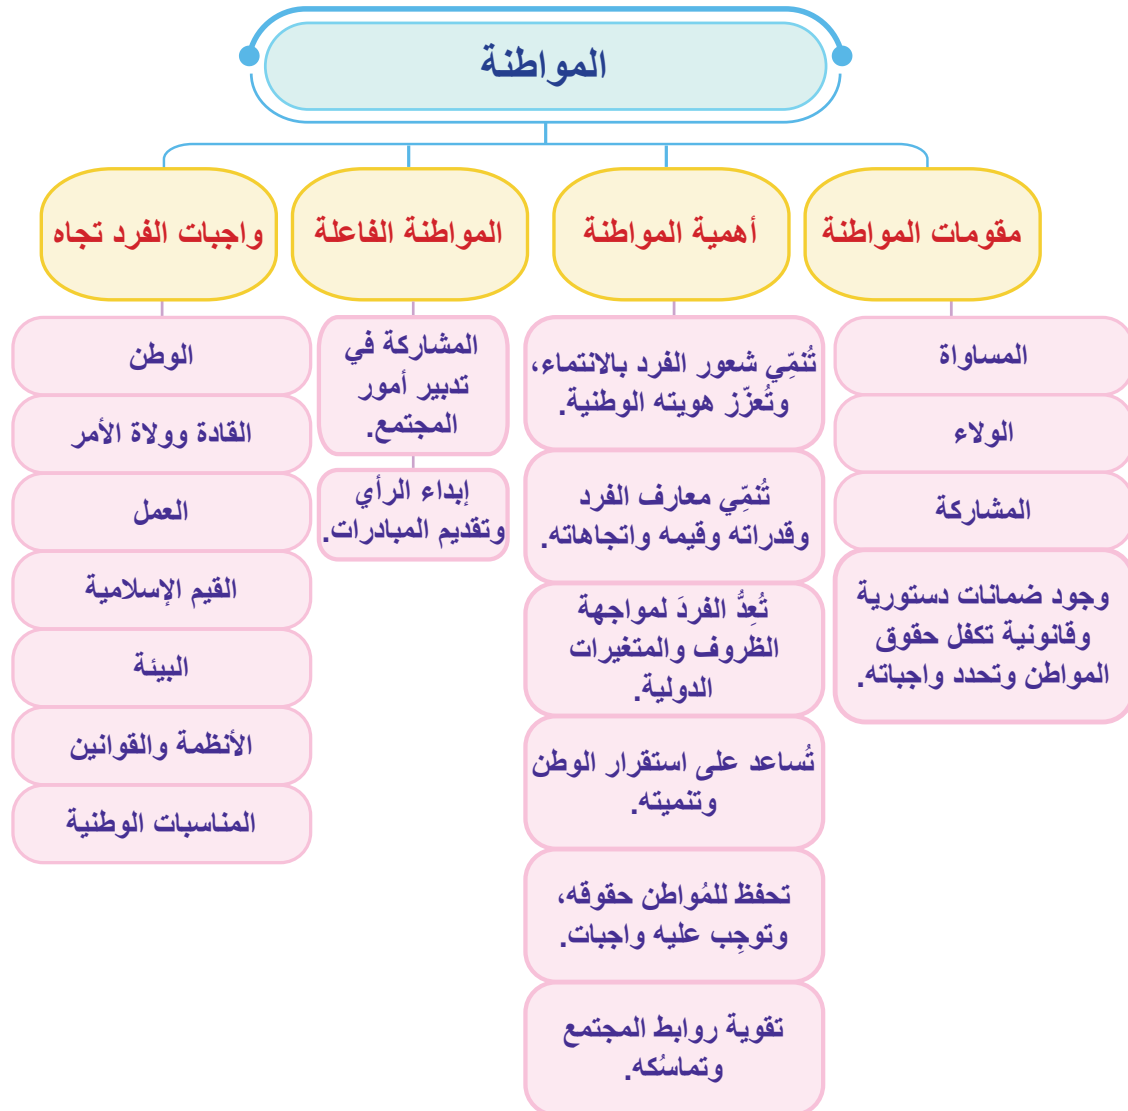 المواطنة
مقومات المواطنة
المساواة
الولاء
المشاركة
وجود ضمانات دستورية
وقانونية تكفل حقوق
المواطن وتحدد واجباته.
أهمية المواطنة
تُنمِّي شعور الفرد بالانتماء،
وتُعزّز هويته الوطنية.
تُنمِّي معارف الفرد
وقدراته وقيمه واتجاهاته.
تُعِدُّ الفردَ لمواجهة
الظروف والمتغيرات
الدولية.
تُساعد على استقرار الوطن
وتنميته.
تحفظ للمُواطن حقوقه،
وتوجِب عليه واجبات.
تقوية روابط المجتمع
وتماسُكه.
المواطنة الفاعلة
المشاركة في
تدبير أمور
المجتمع.
إبداء الرأي
وتقديم المبادرات.
واجبات الفرد تجاه
الوطن
القادة وولاة الأمر
العمل
القيم الإسلامية
البيئة
الأنظمة والقوانين
المناسبات الوطنية